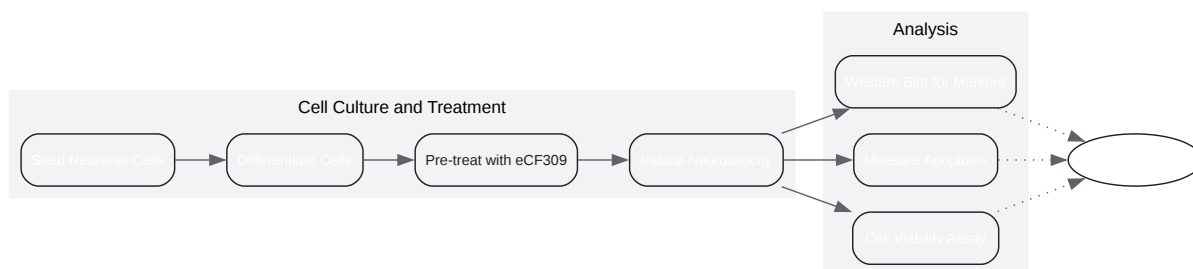 Analysis
Western Blot for Markers
Cell Culture and Treatment
Seed Neuronal Cells
Differentiate Cells
Pre-treat with eCF309
Induce Neurotoxicity
Measure Apoptosis
Cell Viability Assay